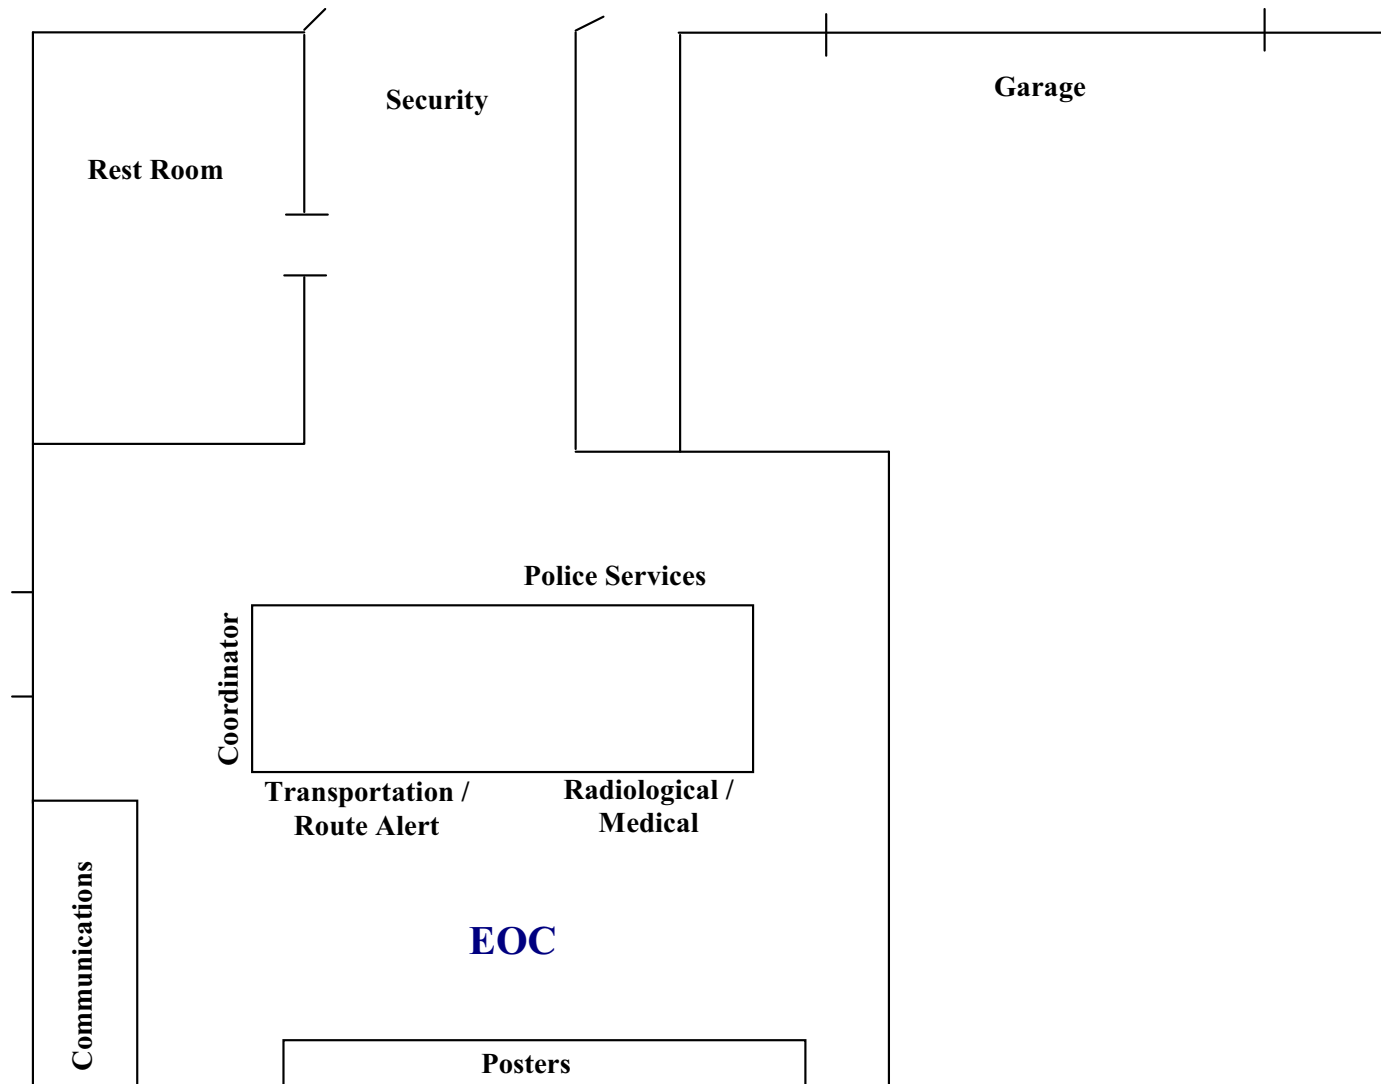 Security
Garage
Rest Room
Police Services
Coordinator
Transportation /
Route Alert
Radiological /
Medical
Communications
EOC
Posters